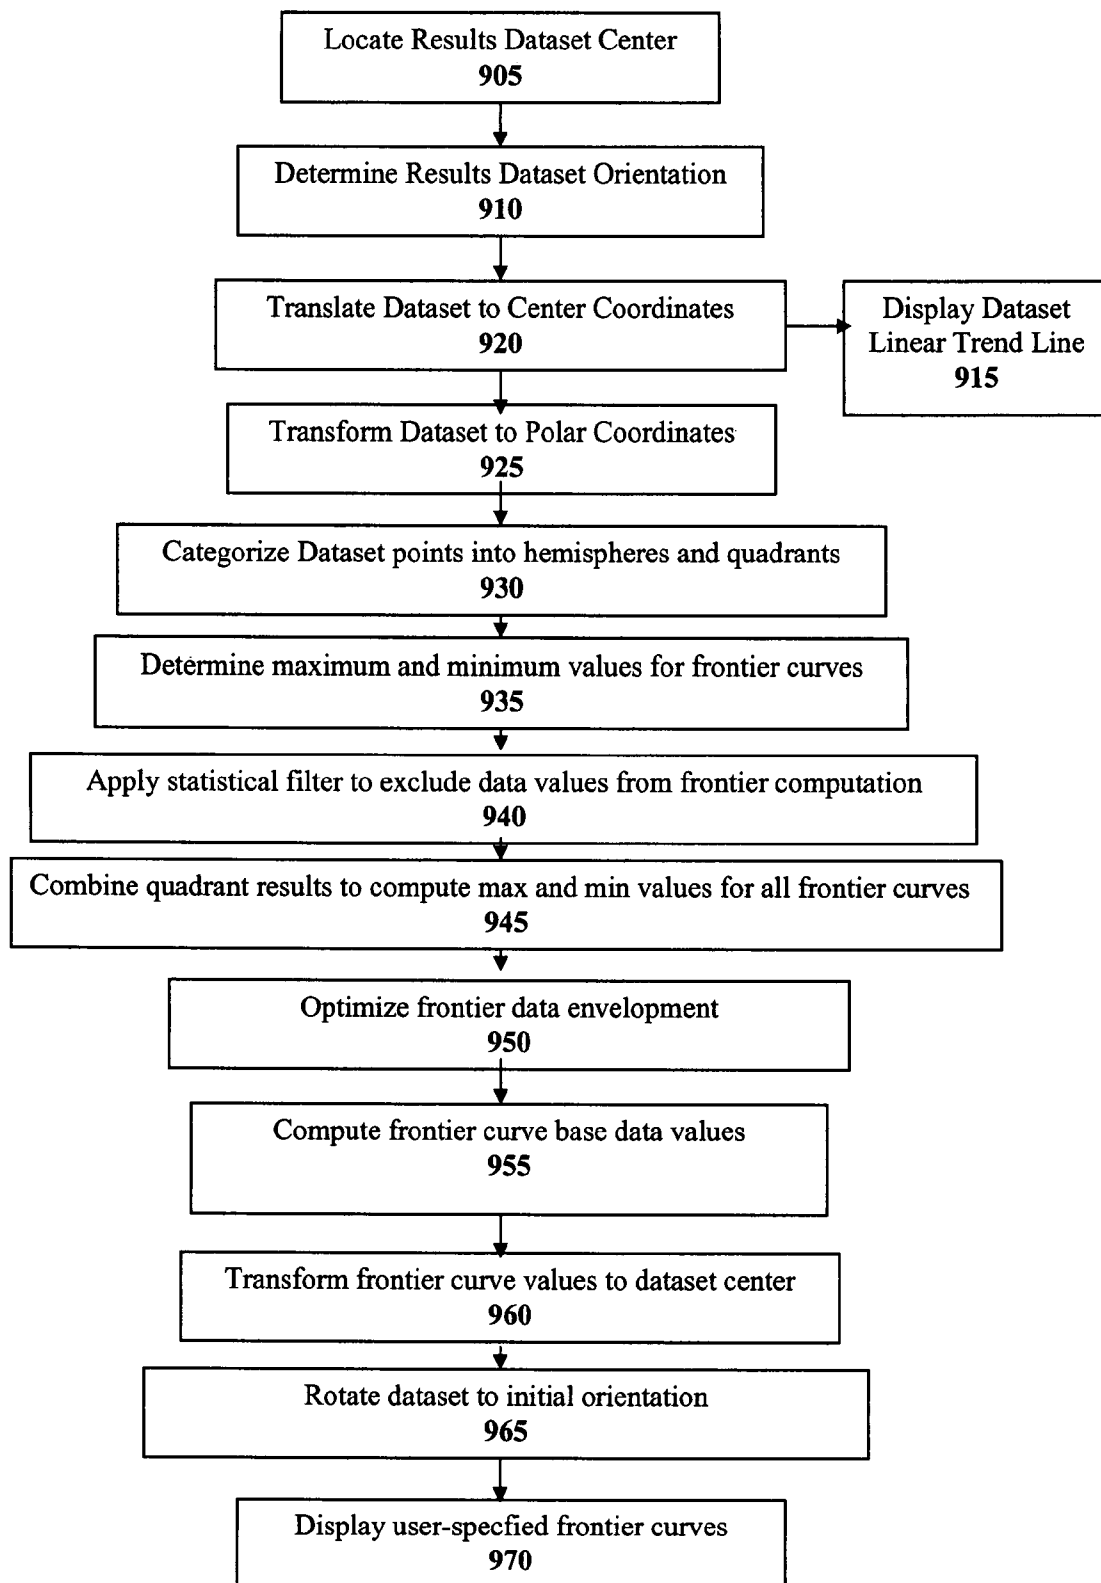 Locate Results Dataset Center
905
Determine Results Dataset Orientation
910
Translate Dataset to Center Coordinates
920
Display Dataset
Linear Trend Line
915
Transform Dataset to Polar Coordinates
925
Categorize Dataset points into hemispheres and quadrants
930
Determine maximum and minimum values for frontier curves
935
Apply statistical filter to exclude data values from frontier computation
940
Combine quadrant results to compute max and min values for all frontier curves
945
Optimize frontier data envelopment
950
Compute frontier curve base data values
955
Transform frontier curve values to dataset center
960
Rotate dataset to initial orientation
965
Display user-specfied frontier curves
970